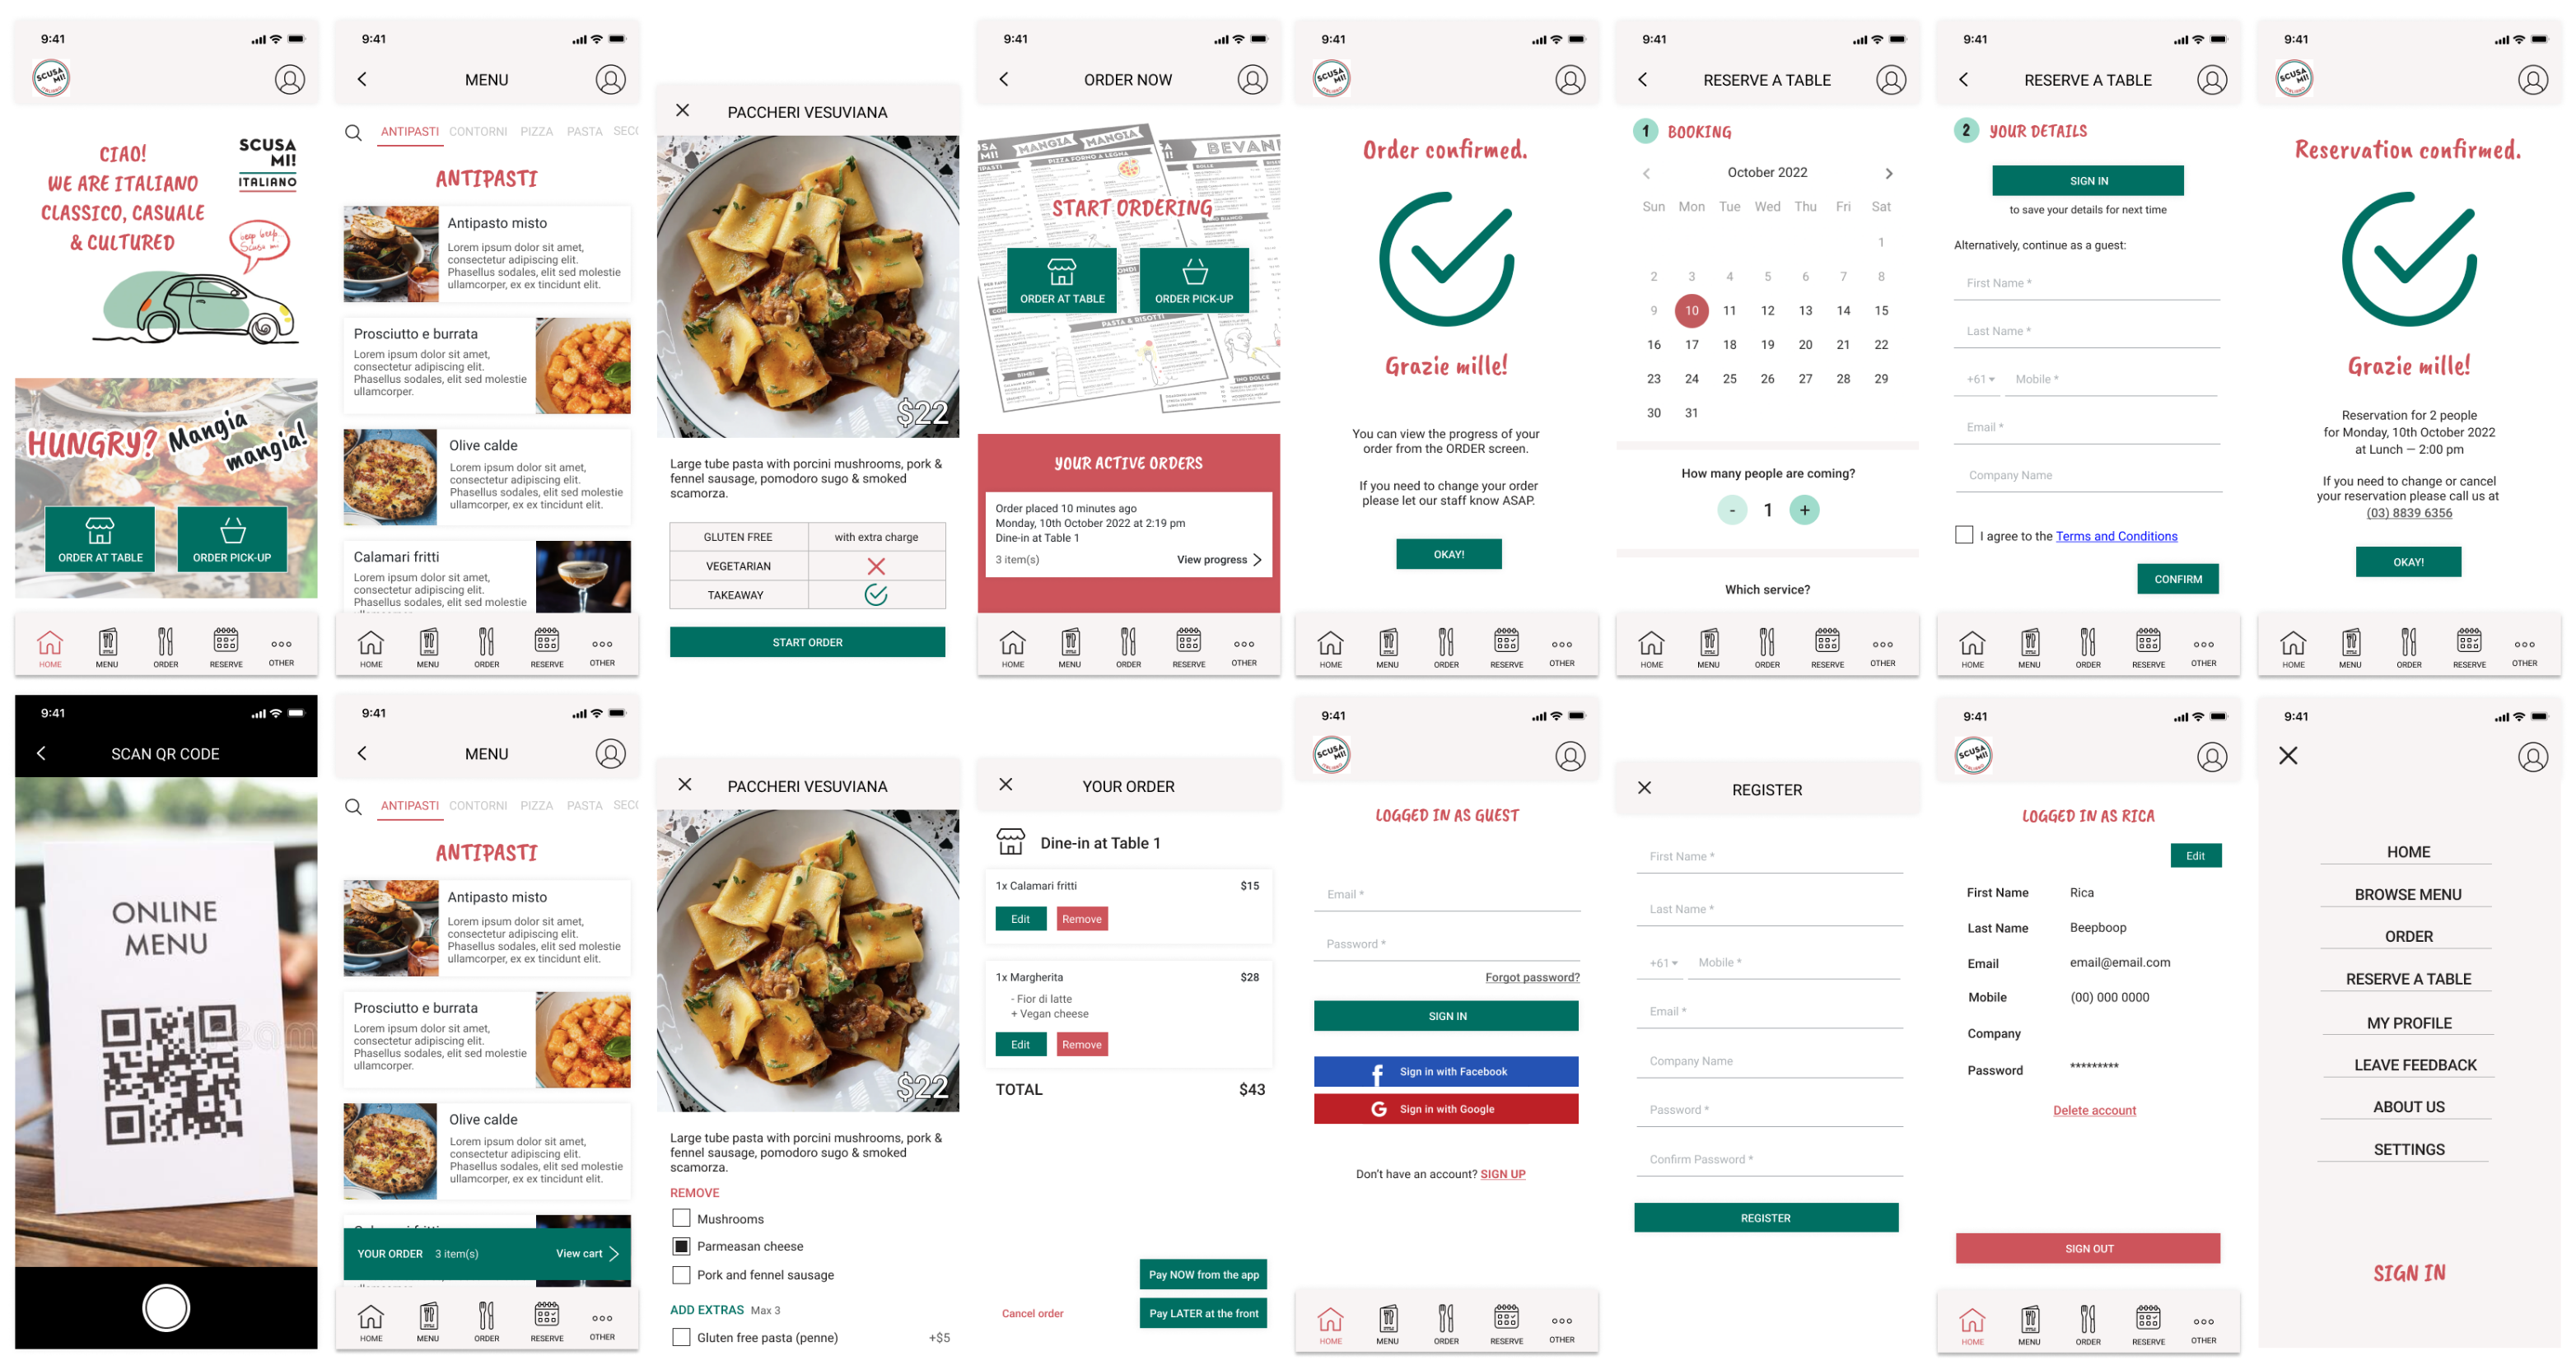 9:41
SCUSA MI! ITALIANO
CIAO!
WE ARE ITALIANO
CLASSICO, CASUALE
& CULTURED
SCUSA
MI!
ITALIANO
beep beep
Scusa mi
HUNGRY? Mangia
mangia!
ORDER AT TABLE
ORDER PICK-UP
HOME
MENU
ORDER
RESERVE
OTHER
9:41
MENU
ANTIPASTI CONTORNI PIZZA PASTA SECO
ANTIPASTI
Antipasto misto
Lorem ipsum dolor sit amet,
consectetur adipiscing elit.
Phasellus sodales, elit sed molestie
ullamcorper, ex ex tincidunt elit.
Prosciutto e burrata
Lorem ipsum dolor sit amet,
consectetur adipiscing elit.
Phasellus sodales, elit sed molestie
ullamcorper.
Olive calde
Lorem ipsum dolor sit amet,
consectetur adipiscing elit.
Phasellus sodales, elit sed molestie
ullamcorper, ex ex tincidunt elit.
Calamari fritti
Lorem ipsum dolor sit amet,
consectetur adipiscing elit.
Phasellus sodales, elit sed molestie
HOME
MENU
ORDER
RESERVE
OTHER
PACCHERI VESUVIANA
$22
Large tube pasta with porcini mushrooms, pork &
fennel sausage, pomodoro sugo & smoked
scamorza.
GLUTEN FREE with extra charge
VEGETARIAN
TAKEAWAY
START ORDER
9:41
ORDER NOW
MANGIA MANGIA
PIZZA FORNO A LEGNA
BEVAN
START ORDERING
ORDER AT TABLE
ORDER PICK-UP
PASTA & RISOTTI
BIMBI
YOUR ACTIVE ORDERS
Order placed 10 minutes ago
Monday, 10th October 2022 at 2:19 pm
Dine-in at Table 1
3 item(s) View progress
HOME
MENU
ORDER
RESERVE
OTHER
9:41
SCUSA MI! ITALIANO
Order confirmed.
Grazie mille!
You can view the progress of your
order from the ORDER screen.
If you need to change your order
please let our staff know ASAP.
OKAY!
HOME
MENU
ORDER
RESERVE
OTHER
9:41
RESERVE A TABLE
1 BOOKING
October 2022
Sun Mon Tue Wed Thu Fri Sat
1
2 3 4 5 6 7 8
9 10 11 12 13 14 15
16 17 18 19 20 21 22
23 24 25 26 27 28 29
30 31
How many people are coming?
- 1 +
Which service?
HOME
MENU
ORDER
RESERVE
OTHER
9:41
RESERVE A TABLE
2 YOUR DETAILS
SIGN IN
to save your details for next time
Alternatively, continue as a guest:
First Name *
Last Name *
+61 Mobile *
Email *
Company Name
I agree to the Terms and Conditions
CONFIRM
HOME
MENU
ORDER
RESERVE
OTHER
9:41
SCUSA MI! ITALIANO
Reservation confirmed.
Grazie mille!
Reservation for 2 people
for Monday, 10th October 2022
at Lunch — 2:00 pm
If you need to change or cancel
your reservation please call us at
(03) 8839 6356
OKAY!
HOME
MENU
ORDER
RESERVE
OTHER
9:41
SCAN QR CODE
ONLINE
MENU
9:41
MENU
ANTIPASTI CONTORNI PIZZA PASTA SECO
ANTIPASTI
Antipasto misto
Lorem ipsum dolor sit amet,
consectetur adipiscing elit.
Phasellus sodales, elit sed molestie
ullamcorper, ex ex tincidunt elit.
Prosciutto e burrata
Lorem ipsum dolor sit amet,
consectetur adipiscing elit.
Phasellus sodales, elit sed molestie
ullamcorper.
Olive calde
Lorem ipsum dolor sit amet,
consectetur adipiscing elit.
Phasellus sodales, elit sed molestie
ullamcorper, ex ex tincidunt elit.
YOUR ORDER 3 item(s) View cart
HOME
MENU
ORDER
RESERVE
OTHER
PACCHERI VESUVIANA
$22
Large tube pasta with porcini mushrooms, pork &
fennel sausage, pomodoro sugo & smoked
scamorza.
REMOVE
Mushrooms
Parmeasan cheese
Pork and fennel sausage
ADD EXTRAS Max 3
Gluten free pasta (penne) +$5
YOUR ORDER
Dine-in at Table 1
1x Calamari fritti $15
Edit Remove
1x Margherita $28
- Fior di latte
+ Vegan cheese
Edit Remove
TOTAL $43
Pay NOW from the app
Cancel order
Pay LATER at the front
9:41
SCUSA MI! ITALIANO
LOGGED IN AS GUEST
Email *
Password *
Forgot password?
SIGN IN
Sign in with Facebook
Sign in with Google
Don't have an account? SIGN UP
HOME
MENU
ORDER
RESERVE
OTHER
REGISTER
First Name *
Last Name *
+61 Mobile *
Email *
Company Name
Password *
Confirm Password *
REGISTER
9:41
SCUSA MI! ITALIANO
LOGGED IN AS RICA
Edit
First Name Rica
Last Name Beepboop
Email email@email.com
Mobile (00) 000 0000
Company
Password *********
Delete account
SIGN OUT
HOME
MENU
ORDER
RESERVE
OTHER
9:41
HOME
BROWSE MENU
ORDER
RESERVE A TABLE
MY PROFILE
LEAVE FEEDBACK
ABOUT US
SETTINGS
SIGN IN